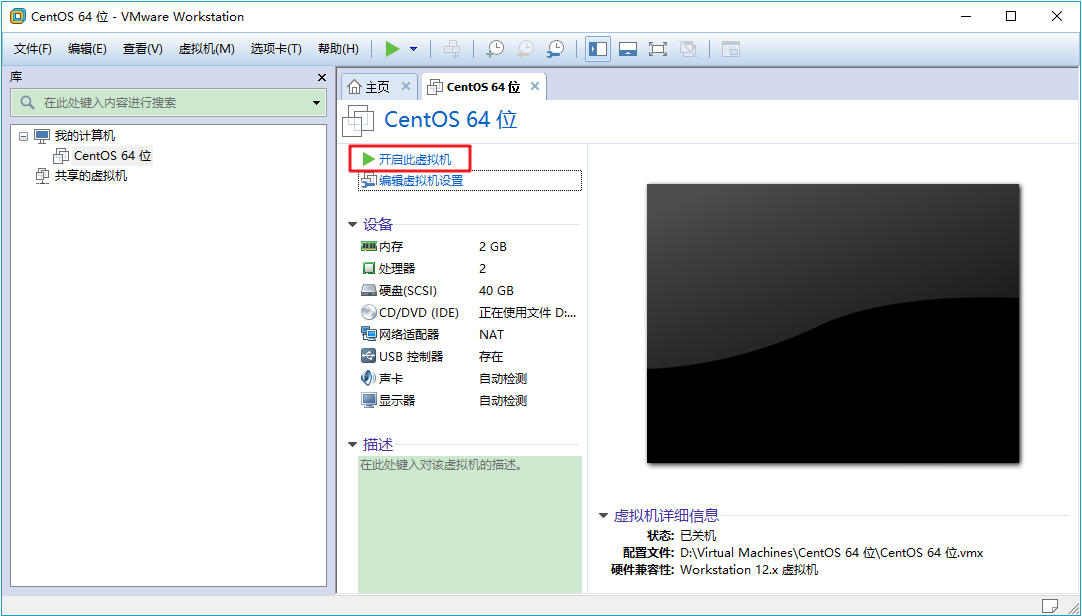 CentOS 64 位 - VMware Workstation
文件(F) 编辑(E) 查看(V) 虚拟机(M) 选项卡(T) 帮助(H)
库
在此处键入内容进行搜索
我的计算机
CentOS 64 位
共享的虚拟机
主页 CentOS 64 位
CentOS 64 位
开启此虚拟机
编辑虚拟机设置
设备
内存 2 GB
处理器 2
硬盘(SCSI) 40 GB
CD/DVD (IDE) 正在使用文件 D:...
网络适配器 NAT
USB 控制器 存在
声卡 自动检测
显示器 自动检测
描述
在此处键入对该虚拟机的描述。
虚拟机详细信息
状态: 已关机
配置文件: D:\Virtual Machines\CentOS 64 位\CentOS 64 位.vmx
硬件兼容性: Workstation 12.x 虚拟机